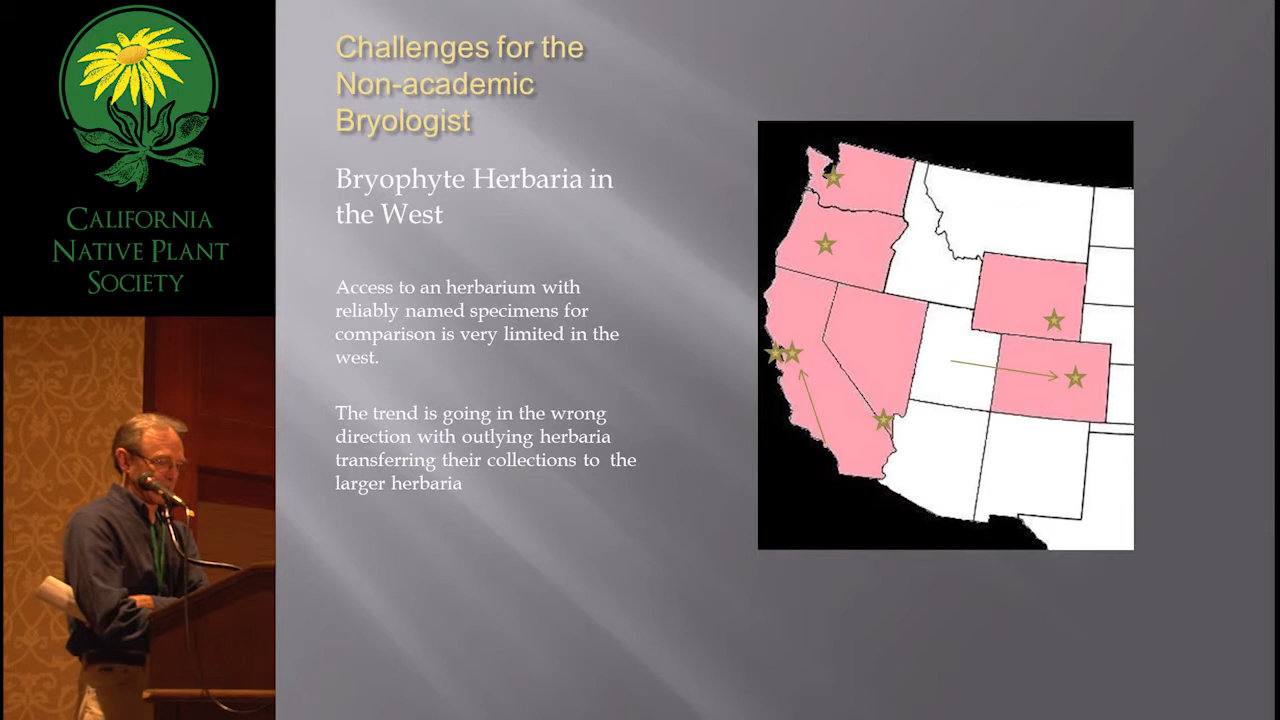 CALIFORNIA
NATIVE PLANT
SOCIETY
Challenges for the
Non-academic
Bryologist
Bryophyte Herbaria in
the West
Access to an herbarium with
reliably named specimens for
comparison is very limited in the
west.
The trend is going in the wrong
direction with outlying herbaria
transferring their collections to the
larger herbaria